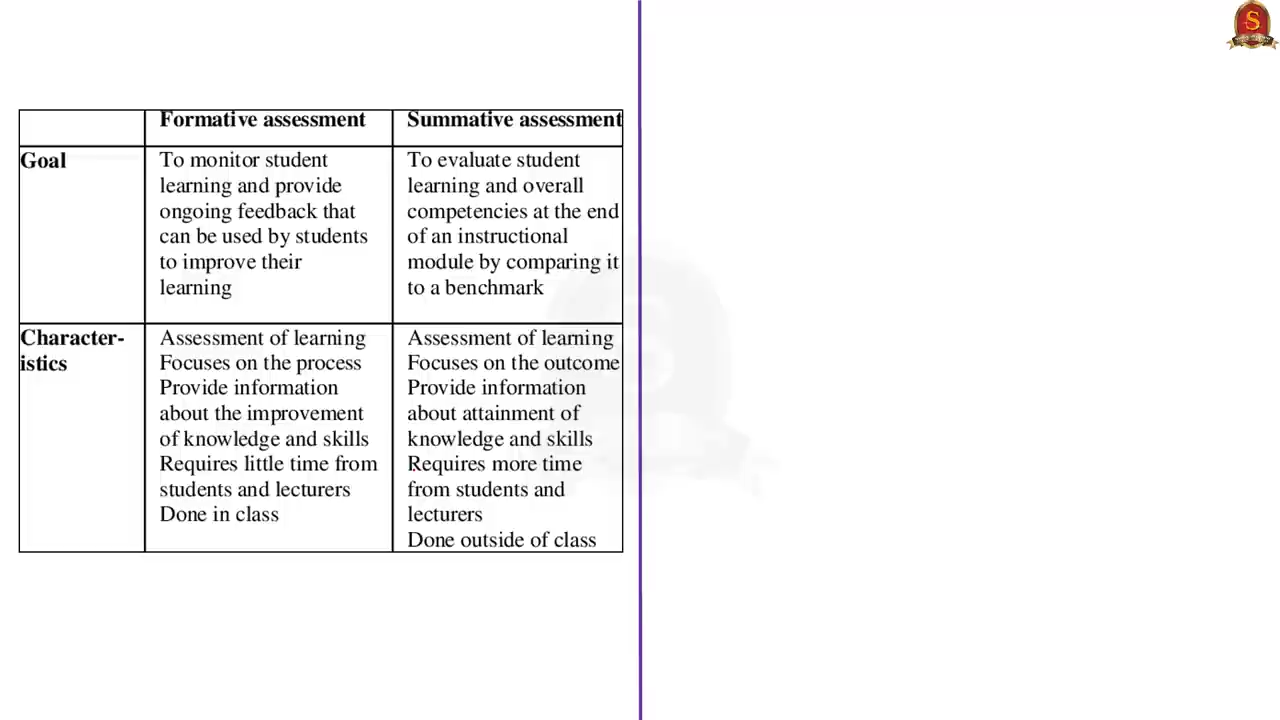 Formative assessment
Summative assessment
Goal
To monitor student
learning and provide
ongoing feedback that
can be used by students
to improve their
learning
To evaluate student
learning and overall
competencies at the end
of an instructional
module by comparing it
to a benchmark
Character-
istics
Assessment of learning
Focuses on the process
Provide information
about the improvement
of knowledge and skills
Requires little time from
students and lecturers
Done in class
Assessment of learning
Focuses on the outcome
Provide information
about attainment of
knowledge and skills
Requires more time
from students and
lecturers
Done outside of class
S